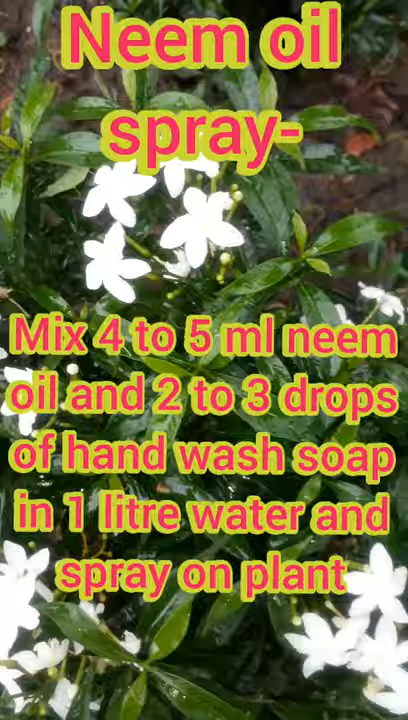 Neem oil
spray-
Mix 4 to 5 ml neem
oil and 2 to 3 drops
of hand wash soap
in 1 litre water and
spray on plant